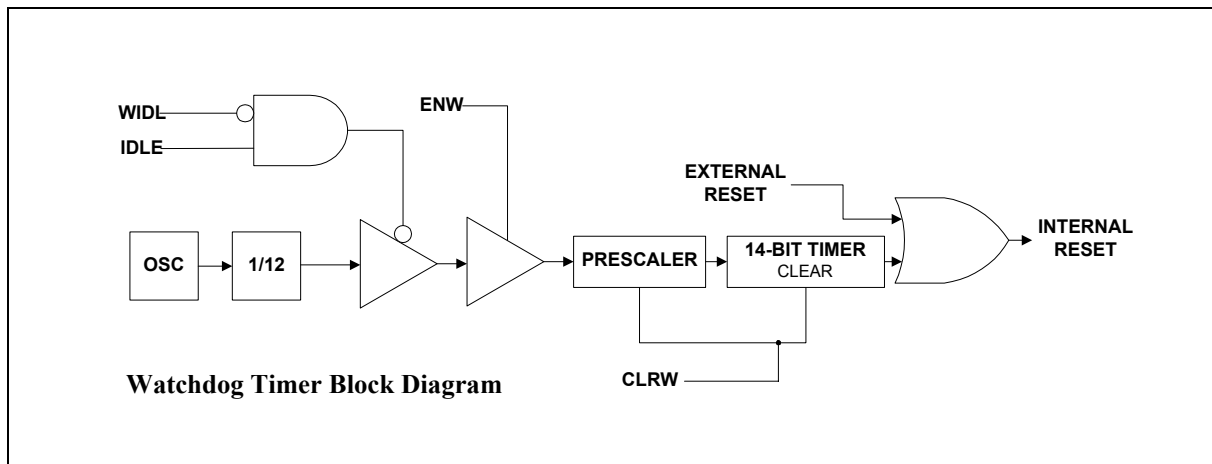 WIDL
IDLE
ENW
EXTERNAL
RESET
INTERNAL
RESET
OSC
1/12
PRESCALER
14-BIT TIMER
CLEAR
CLRW
Watchdog Timer Block Diagram